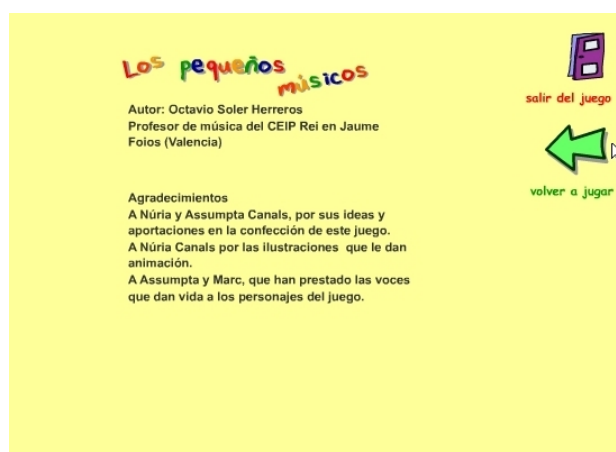 Los pequeños
músicos
Autor: Octavio Soler Herreros
Profesor de música del CEIP Rei en Jaume
Foios (Valencia)
Agradecimientos
A Núria y Assumpta Canals, por sus ideas y
aportaciones en la confección de este juego.
A Núria Canals por las ilustraciones que le dan
animación.
A Assumpta y Marc, que han prestado las voces
que dan vida a los personajes del juego.
salir del juego
volver a jugar